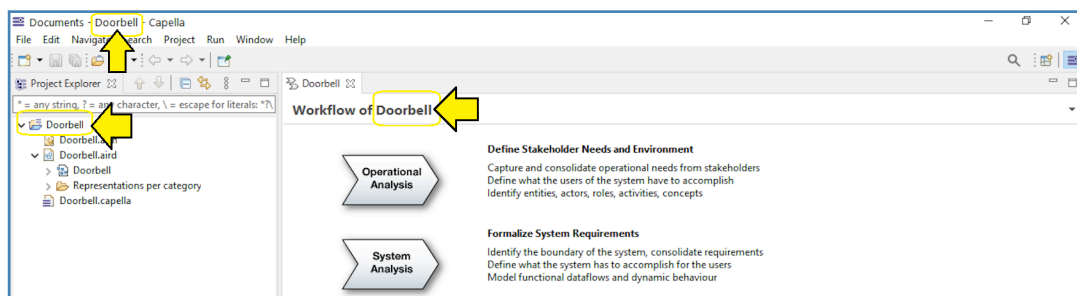 Documents - Doorbell - Capella
File Edit Navigate Search Project Run Window Help
Project Explorer
Doorbell
* = any string, ? = any character, \ = escape for literals: *?\
Workflow of Doorbell
Doorbell
Doorbell.aird
Doorbell
Representations per category
Doorbell.capella
Operational
Analysis
Define Stakeholder Needs and Environment
Capture and consolidate operational needs from stakeholders
Define what the users of the system have to accomplish
Identify entities, actors, roles, activities, concepts
System
Analysis
Formalize System Requirements
Identify the boundary of the system, consolidate requirements
Define what the system has to accomplish for the users
Model functional dataflows and dynamic behaviour